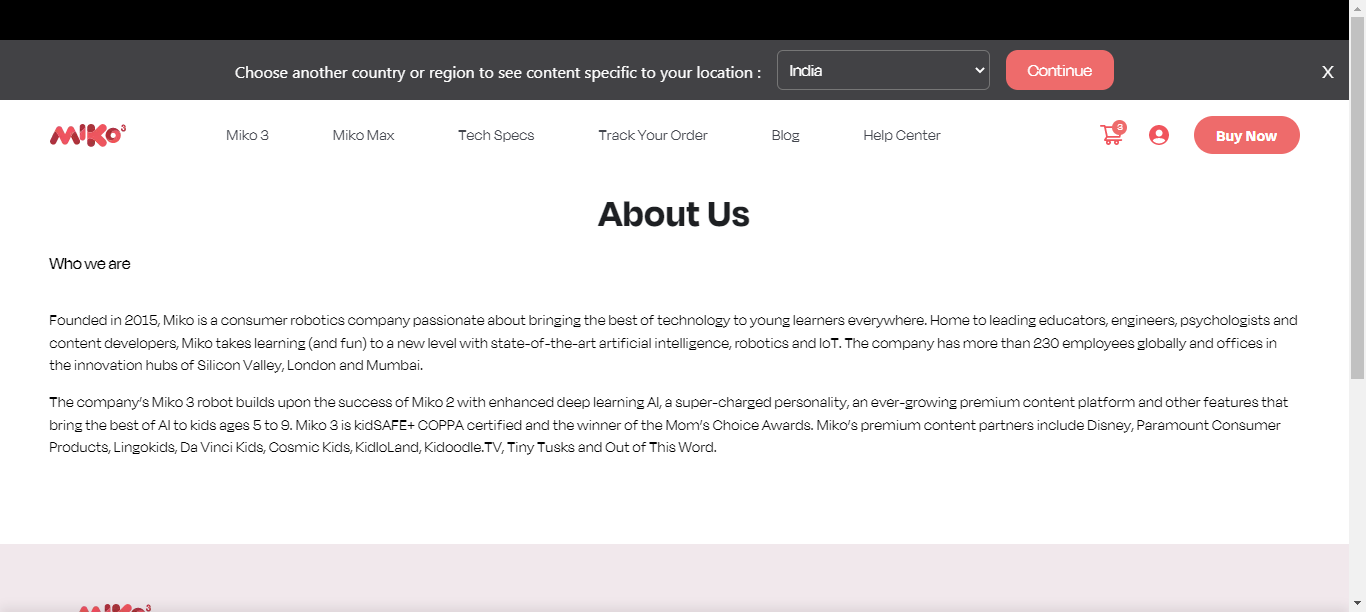 Choose another country or region to see content specific to your location :
India
Continue
X
MIKO3
Miko 3
Miko Max
Tech Specs
Track Your Order
Blog
Help Center
3
Buy Now
About Us
Who we are
Founded in 2015, Miko is a consumer robotics company passionate about bringing the best of technology to young learners everywhere. Home to leading educators, engineers, psychologists and
content developers, Miko takes learning (and fun) to a new level with state-of-the-art artificial intelligence, robotics and IoT. The company has more than 230 employees globally and offices in
the innovation hubs of Silicon Valley, London and Mumbai.
The company's Miko 3 robot builds upon the success of Miko 2 with enhanced deep learning AI, a super-charged personality, an ever-growing premium content platform and other features that
bring the best of AI to kids ages 5 to 9. Miko 3 is kidSAFE+ COPPA certified and the winner of the Mom's Choice Awards. Miko's premium content partners include Disney, Paramount Consumer
Products, Lingokids, Da Vinci Kids, Cosmic Kids, KidloLand, Kidoodle.TV, Tiny Tusks and Out of This Word.
MIKO3